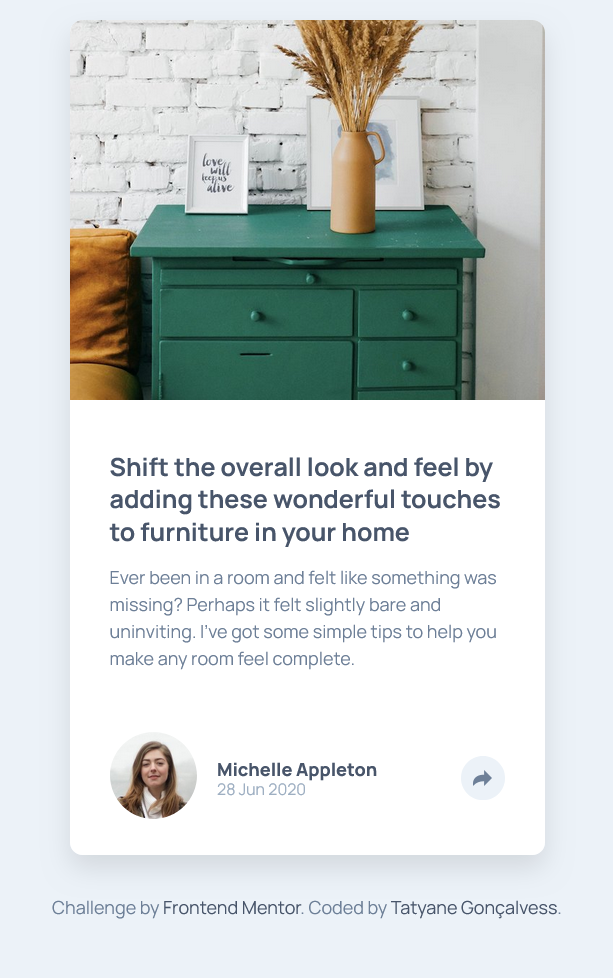 love
will
keep us
alive
Shift the overall look and feel by
adding these wonderful touches
to furniture in your home
Ever been in a room and felt like something was
missing? Perhaps it felt slightly bare and
uninviting. I've got some simple tips to help you
make any room feel complete.
Michelle Appleton
28 Jun 2020
Challenge by Frontend Mentor. Coded by Tatyane Gonçalvess.